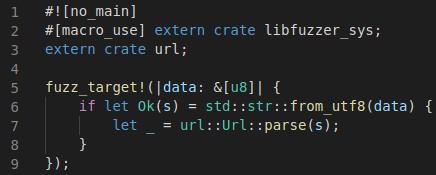 1 #![no_main]
2 #[macro_use] extern crate libfuzzer_sys;
3 extern crate url;
4
5 fuzz_target!(|data: &[u8]| {
6     if let Ok(s) = std::str::from_utf8(data) {
7         let _ = url::Url::parse(s);
8     }
9 });